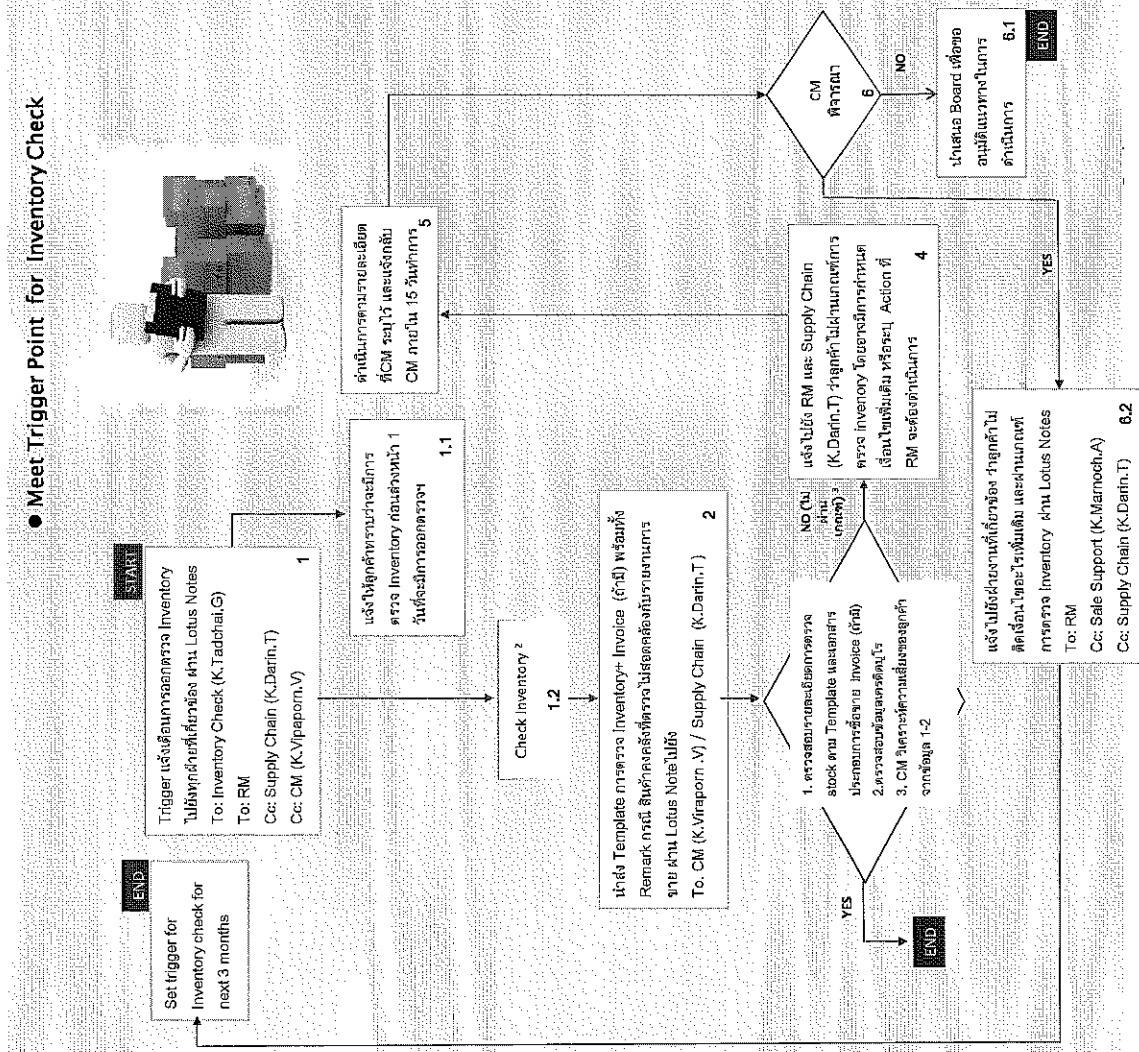 ● Meet Trigger Point for Inventory Check
START
Trigger แจ้งเตือนการออกตรวจ Inventory
ไปยังทุกฝ่ายที่เกี่ยวข้อง ผ่าน Lotus Notes
To: Inventory Check (K.Tadchai.G)
To: RM
Cc: Supply Chain (K.Darin.T)
Cc: CM (K.Vipaporn.V)
1
แจ้งให้ลูกค้าทราบว่าจะมีการ
ตรวจ Inventory ก่อนล่วงหน้า 1
วันที่จะมีการออกตรวจฯ
1.1
Check Inventory ²
1.2
นำส่ง Template การตรวจ Inventory+ Invoice (ถ้ามี) พร้อมทั้ง
Remark กรณี สินค้าคงคลังที่ตรวจไม่สอดคล้องกับรายงานการ
ขาย ผ่าน Lotus Noteไปยัง
To: CM (K.Viraporn .V) / Supply Chain (K.Darin.T )
2
1. ตรวจสอบรายละเอียดการตรวจ
stock ตาม Template และเอกสาร
ประกอบการซื้อขาย Invoice (ถ้ามี)
2.ตรวจสอบข้อมูลเครดิตบูโร
3. CM วิเคราะห์ความเสี่ยงของลูกค้า
จากข้อมูล 1-2
YES
END
NO (ไม่
ผ่าน
เกณฑ์) ³
แจ้งไปยัง RM และ Supply Chain
(K.Darin.T) ว่าลูกค้าไม่ผ่านเกณฑ์การ
ตรวจ invenory โดยอาจมีการกำหนด
เงื่อนไขเพิ่มเติม หรือระบุ Action ที่
RM จะต้องดำเนินการ
4
ดำเนินการตามรายละเอียด
ที่CM ระบุไว้ และแจ้งกลับ
CM ภายใน 15 วันทำการ
5
CM
พิจารณา
6
NO
นำเสนอ Board เพื่อขอ
อนุมัติแนวทางในการ
ดำเนินการ
6.1
END
YES
แจ้งไปยังฝ่ายงานที่เกี่ยวข้อง ว่าลูกค้าไม่
ติดเงื่อนไขอะไรเพิ่มเติม และผ่านเกณฑ์
การตรวจ Inventory ผ่าน Lotus Notes
To: RM
Cc: Sale Support (K.Marnoch.A)
Cc: Supply Chain (K.Darin.T)
6.2
END
Set trigger for
Inventory check for
next 3 months